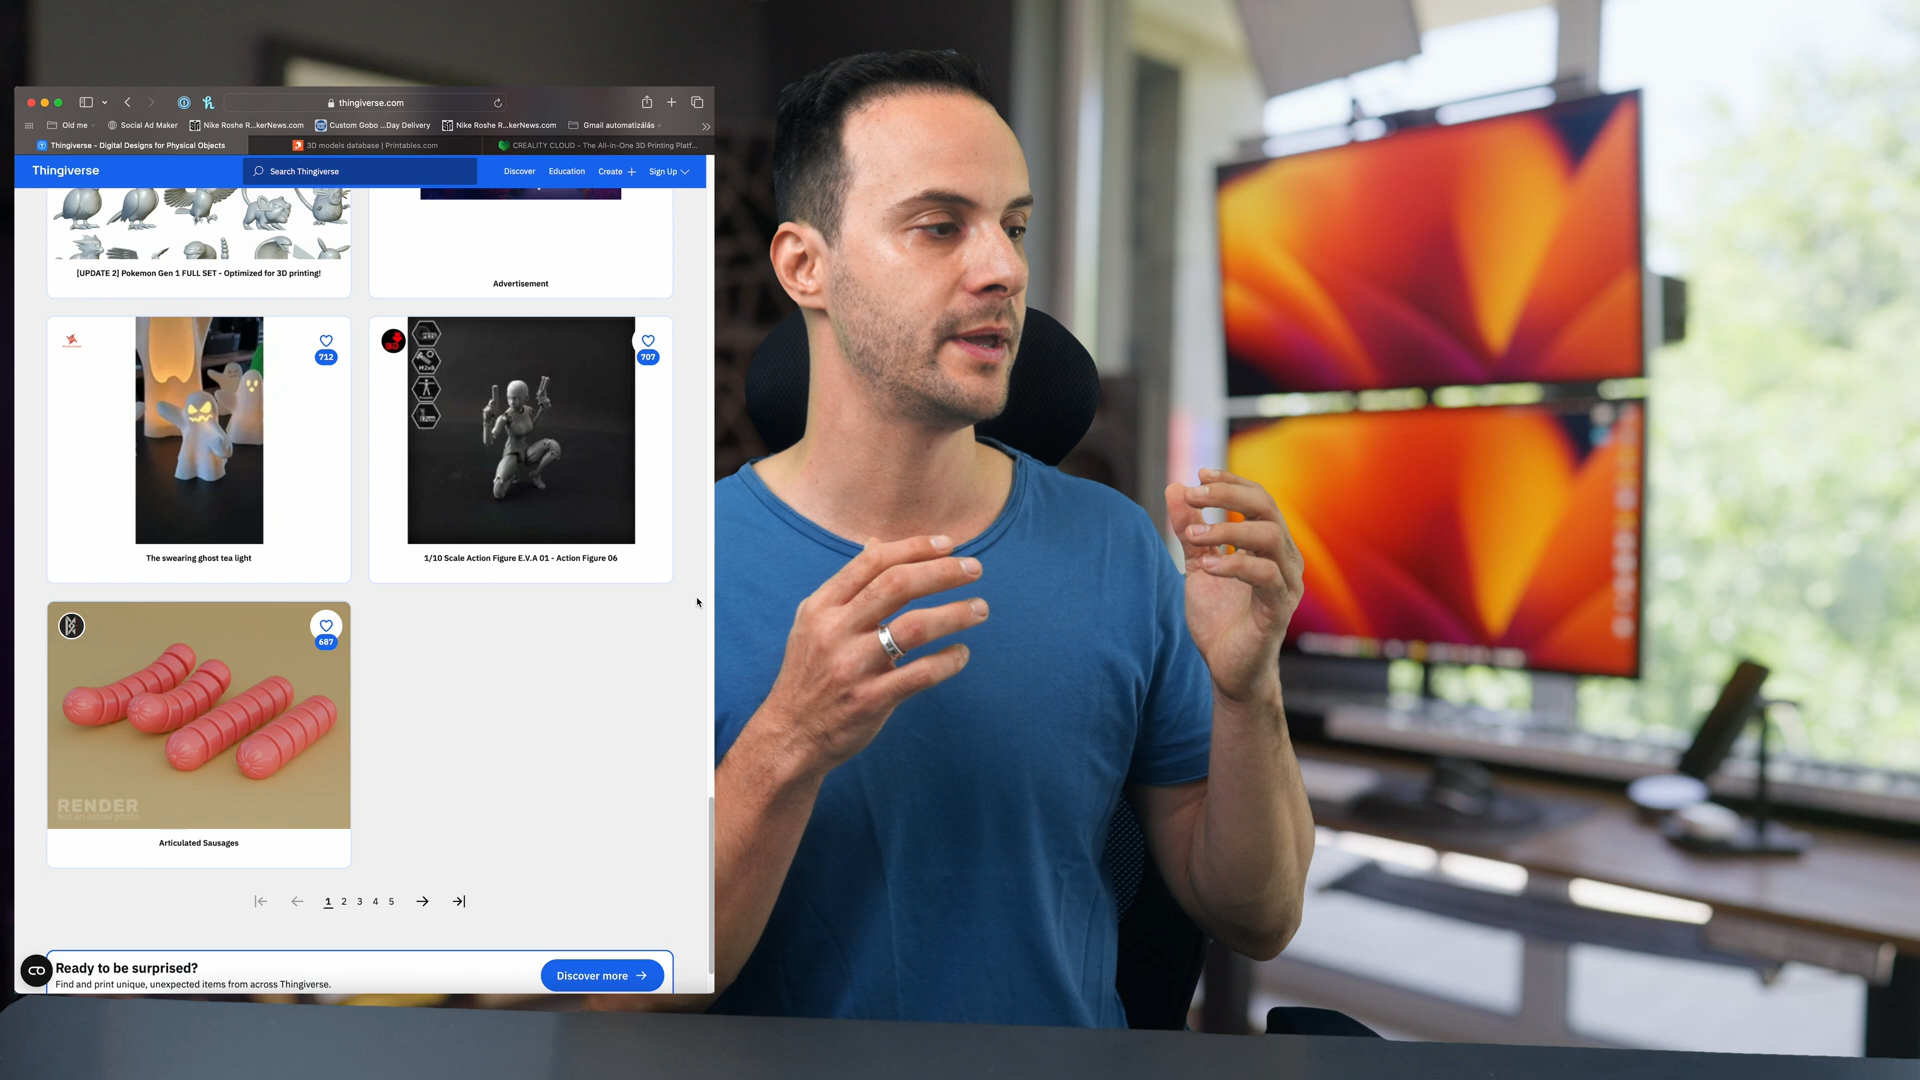 thingiverse.com
Old me
Social Ad Maker
Nike Roshe R...kerNews.com
Custom Gobo ...Day Delivery
Nike Roshe R...kerNews.com
Gmail automatizálás
Thingiverse - Digital Designs for Physical Objects
3D models database | Printables.com
CREALITY CLOUD - The All-in-One 3D Printing Platf...
Thingiverse
Search Thingiverse
Discover
Education
Create
Sign Up
[UPDATE 2] Pokemon Gen 1 FULL SET - Optimized for 3D printing!
Advertisement
712
707
M2x8
The swearing ghost tea light
1/10 Scale Action Figure E.V.A 01 - Action Figure 06
687
RENDER
Not an actual photo
Articulated Sausages
1 2 3 4 5
Ready to be surprised?
Find and print unique, unexpected items from across Thingiverse.
Discover more